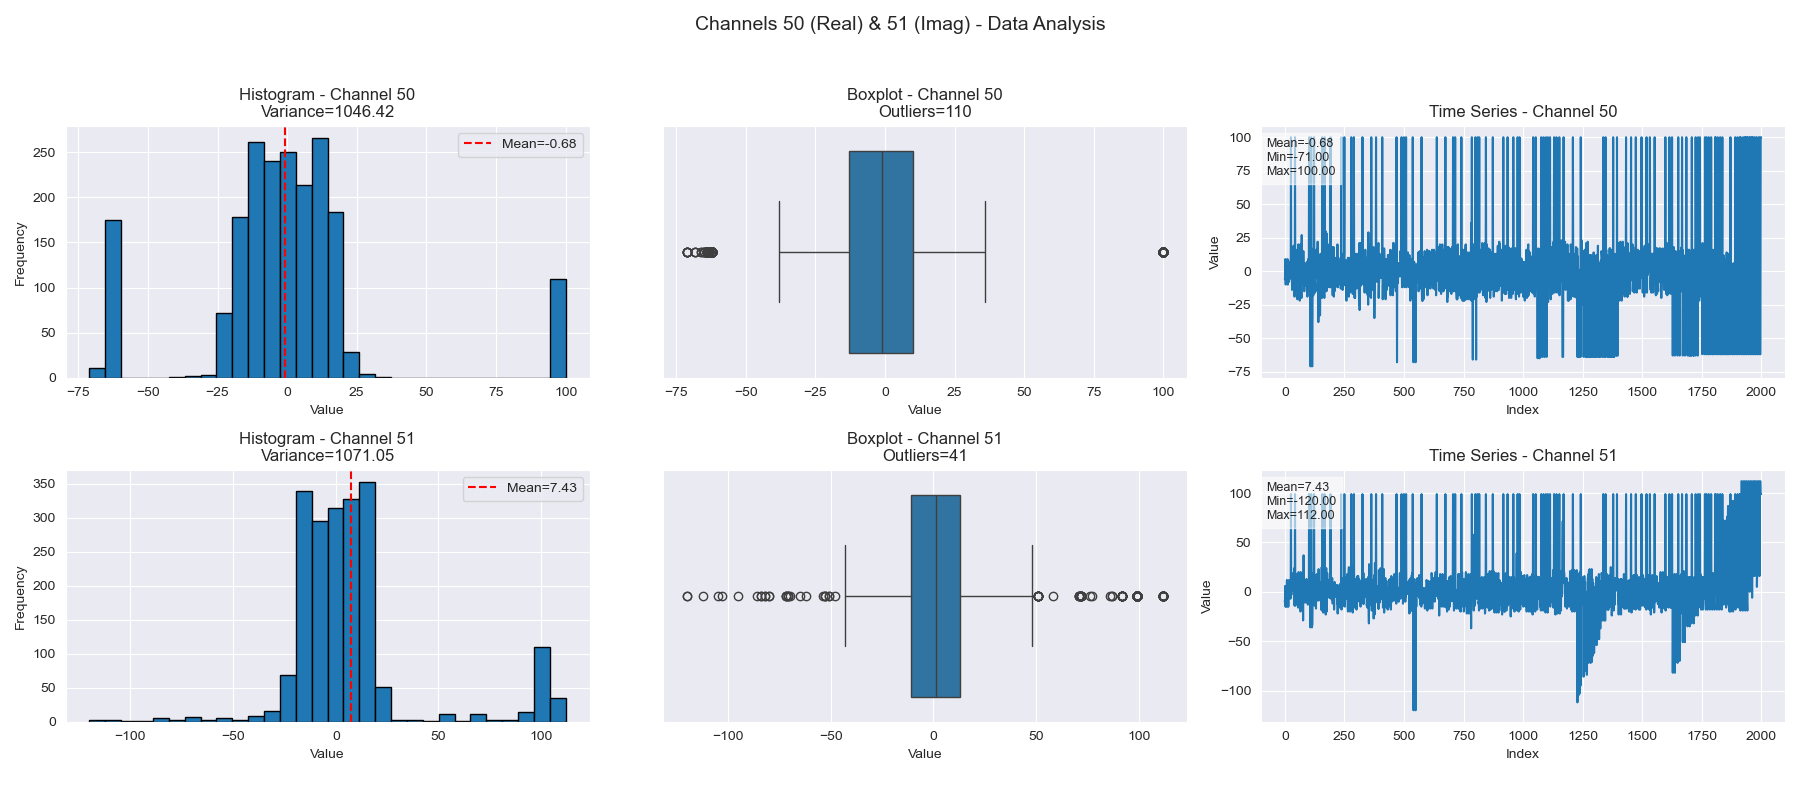 Channels 50 (Real) & 51 (Imag) - Data Analysis
Histogram - Channel 50
Variance=1046.42
Mean=-0.68
Frequency
250
200
150
100
50
0
−75 −50 −25 0 25 50 75 100
Value
Boxplot - Channel 50
Outliers=110
−75 −50 −25 0 25 50 75 100
Value
Time Series - Channel 50
Mean=-0.68
Min=-71.00
Max=100.00
Value
100
75
50
25
0
−25
−50
−75
0 250 500 750 1000 1250 1500 1750 2000
Index
Histogram - Channel 51
Variance=1071.05
Mean=7.43
Frequency
350
300
250
200
150
100
50
0
−100 −50 0 50 100
Value
Boxplot - Channel 51
Outliers=41
−100 −50 0 50 100
Value
Time Series - Channel 51
Mean=7.43
Min=-120.00
Max=112.00
Value
100
50
0
−50
−100
0 250 500 750 1000 1250 1500 1750 2000
Index